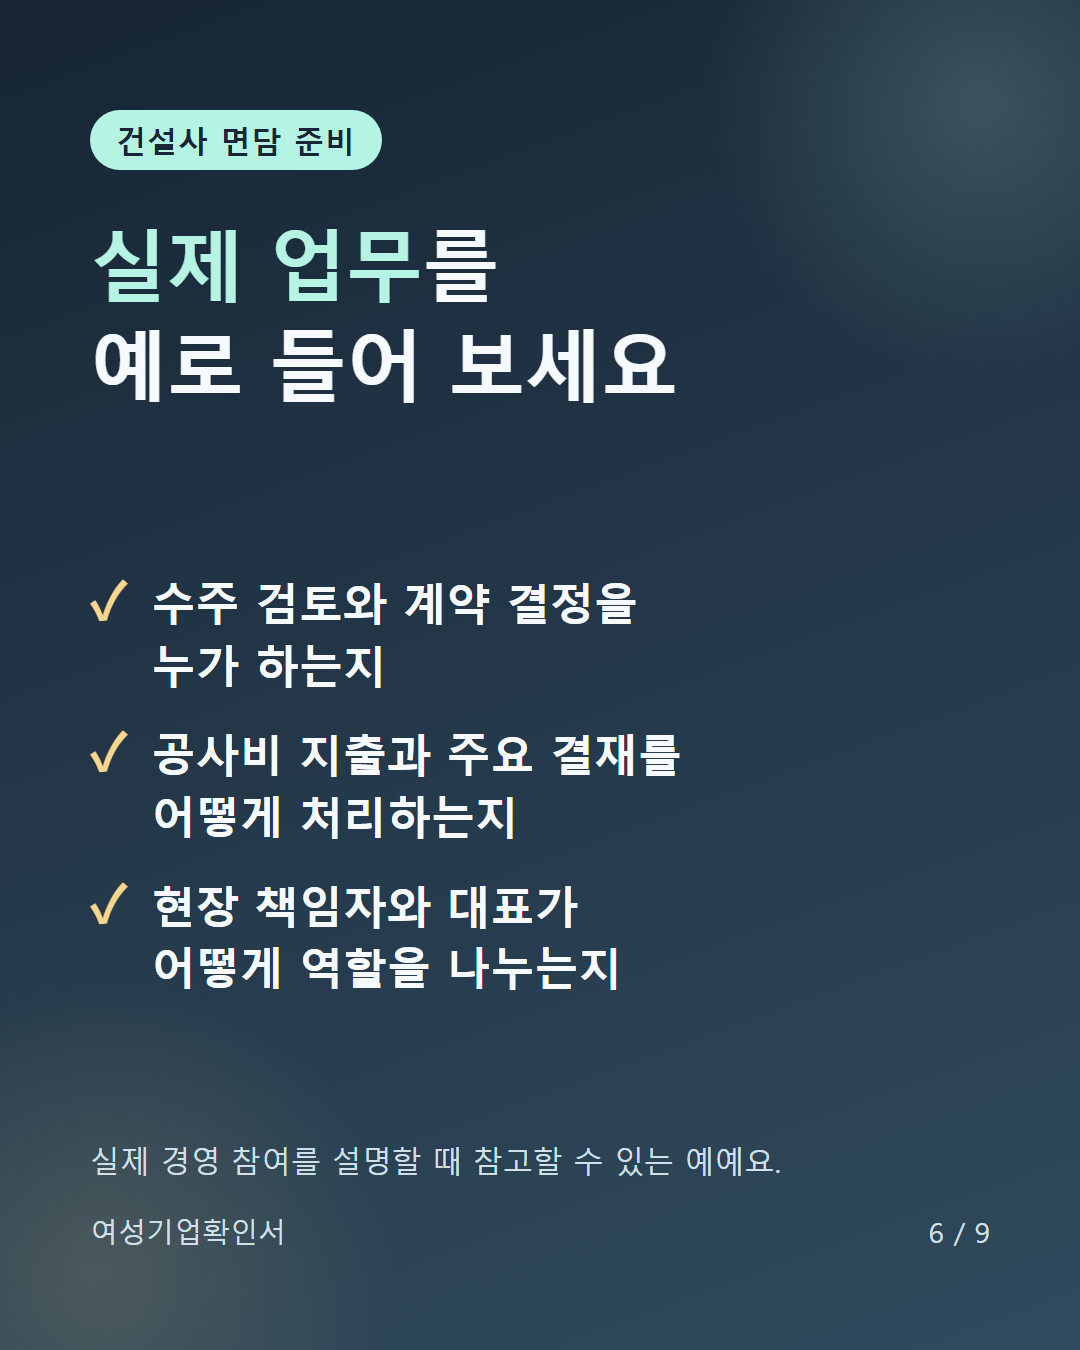 건설사 면담 준비
실제 업무를
예로 들어 보세요
✓ 수주 검토와 계약 결정을
누가 하는지
✓ 공사비 지출과 주요 결재를
어떻게 처리하는지
✓ 현장 책임자와 대표가
어떻게 역할을 나누는지
실제 경영 참여를 설명할 때 참고할 수 있는 예예요.
여성기업확인서
6 / 9